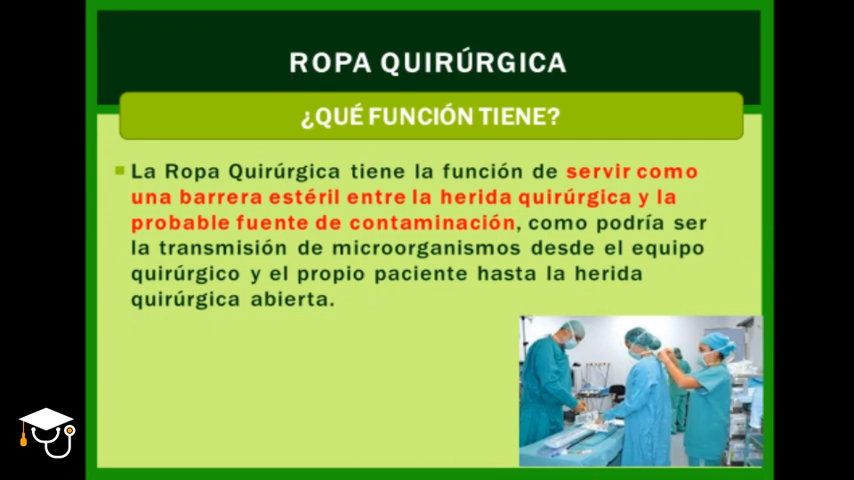 ROPA QUIRÚRGICA
¿QUÉ FUNCIÓN TIENE?
La Ropa Quirúrgica tiene la función de servir como
una barrera estéril entre la herida quirúrgica y la
probable fuente de contaminación, como podría ser
la transmisión de microorganismos desde el equipo
quirúrgico y el propio paciente hasta la herida
quirúrgica abierta.